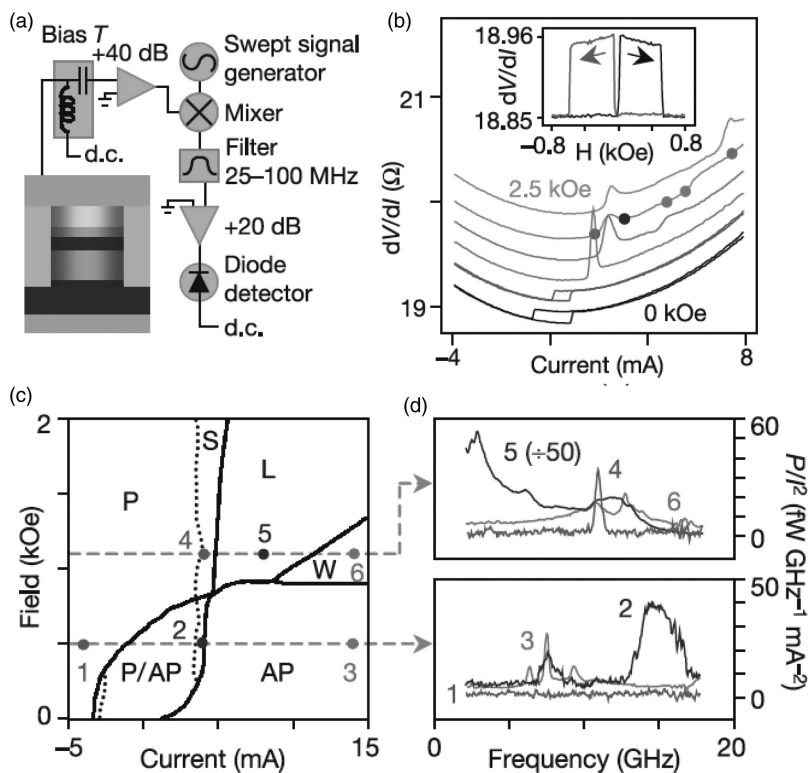 (a)
Bias T
+40 dB
Swept signal
generator
Mixer
Filter
25–100 MHz
+20 dB
Diode
detector
d.c.
d.c.
(b)
dV/dI (Ω)
21
19
18.96
18.85
dV/dI
−0.8
0.8
H (kOe)
2.5 kOe
0 kOe
−4
8
Current (mA)
(c)
Field (kOe)
2
0
P
S
L
4
5
6
W
1
2
3
P/AP
AP
−5
15
Current (mA)
(d)
5 (÷50)
4
6
60
40
20
0
3
2
1
50
0
P/I² (fW GHz⁻¹ mA⁻²)
0
20
Frequency (GHz)